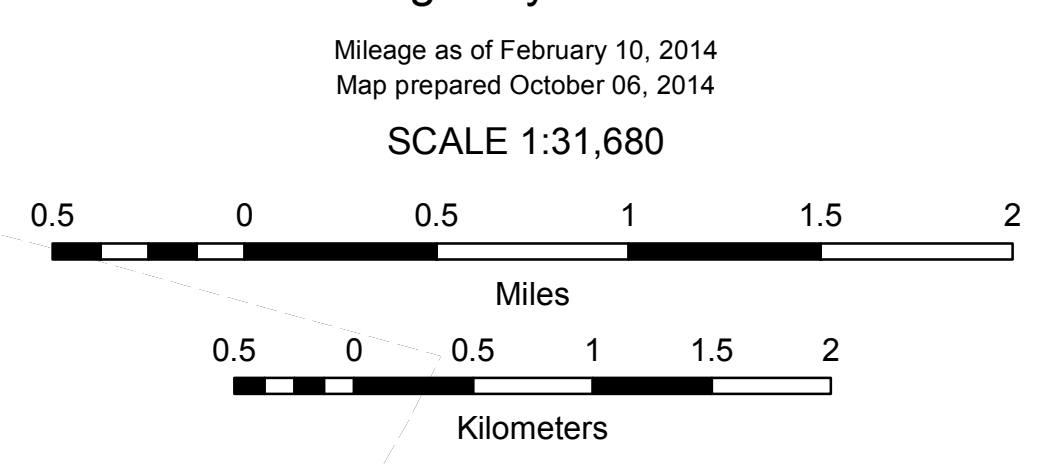 Mileage as of February 10, 2014
Map prepared October 06, 2014
SCALE 1:31,680
0.5 0 0.5 1 1.5 2
Miles
0.5 0 0.5 1 1.5 2
Kilometers